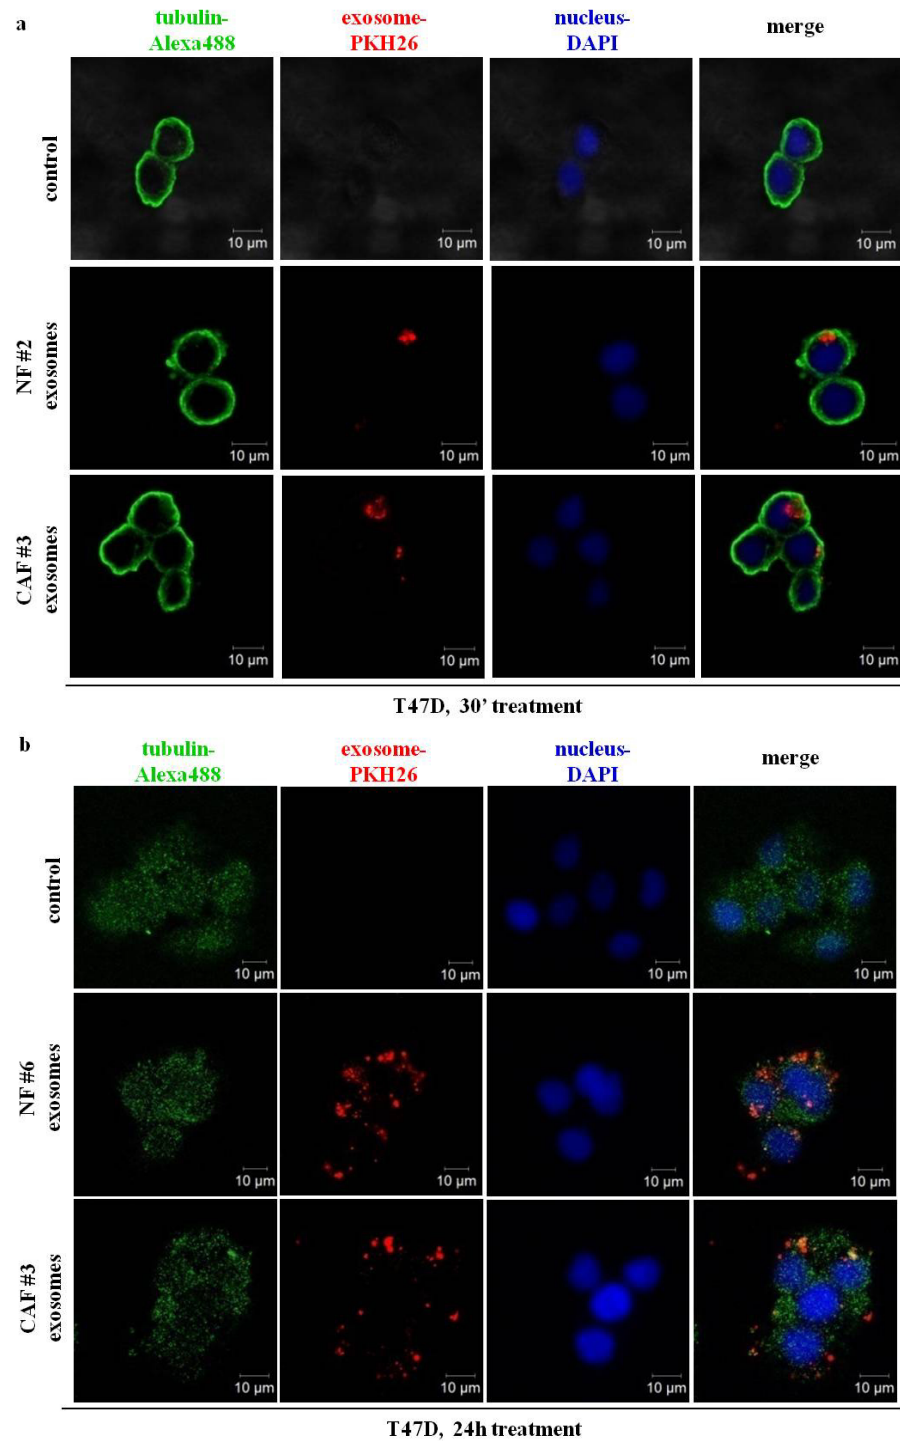 a
tubulin-
Alexa488
exosome-
PKH26
nucleus-
DAPI
merge
control
10 µm
10 µm
10 µm
10 µm
NF#2
exosomes
10 µm
10 µm
10 µm
10 µm
CAF#3
exosomes
10 µm
10 µm
10 µm
10 µm
T47D, 30’ treatment
b
tubulin-
Alexa488
exosome-
PKH26
nucleus-
DAPI
merge
control
10 µm
10 µm
10 µm
10 µm
NF#6
exosomes
10 µm
10 µm
10 µm
10 µm
CAF#3
exosomes
10 µm
10 µm
10 µm
10 µm
T47D, 24h treatment